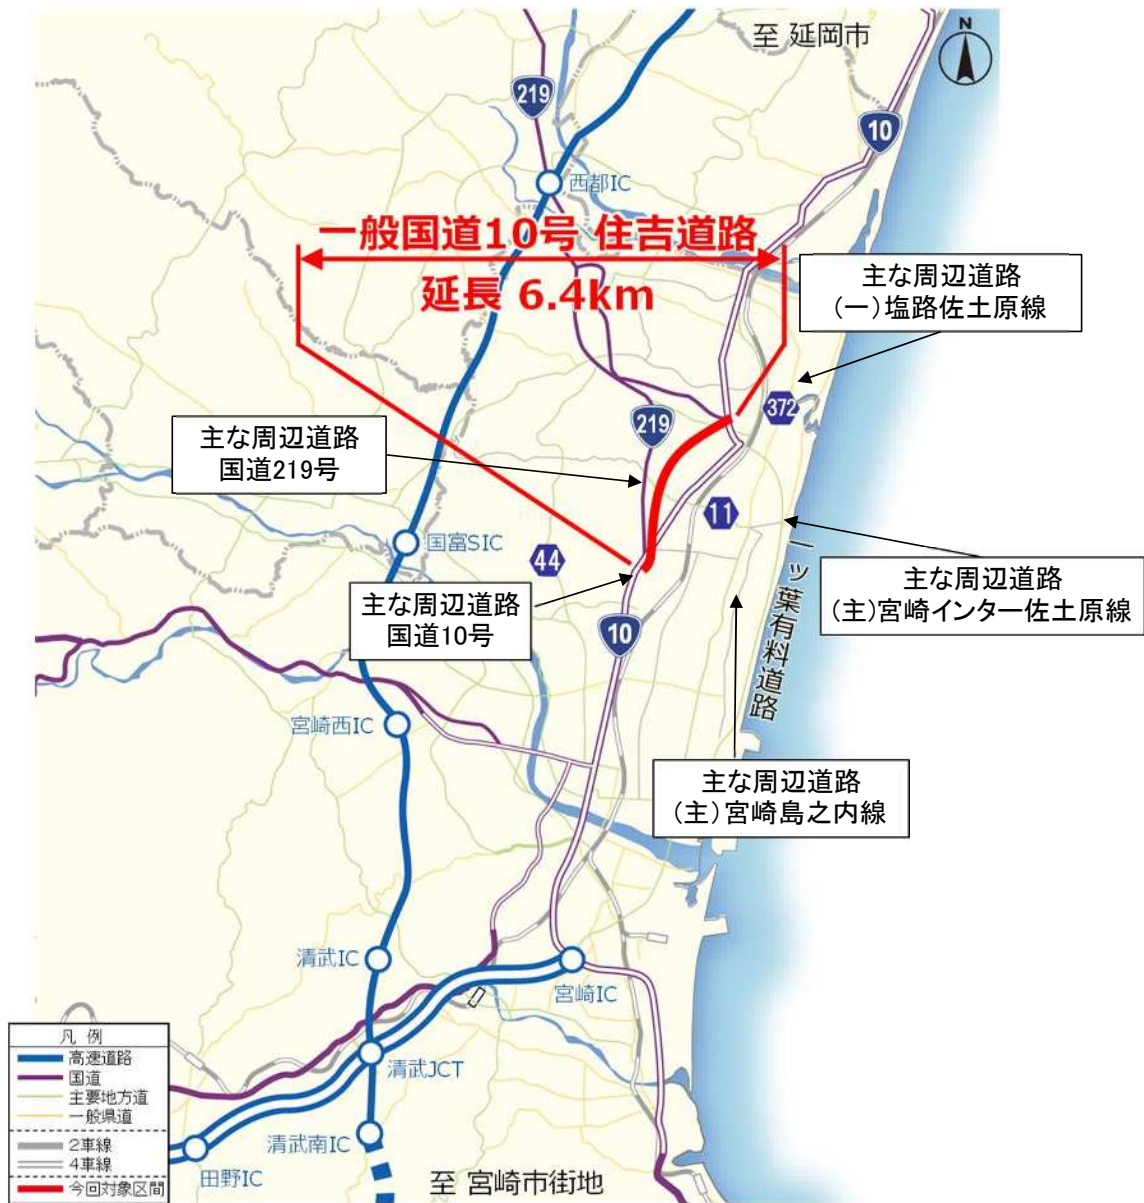 至 延岡市
N
219
10
西都IC
一般国道10号 住吉道路
延長 6.4km
主な周辺道路
(一)塩路佐土原線
372
219
主な周辺道路
国道219号
11
国富SIC
44
主な周辺道路
(主)宮崎インター佐土原線
一ッ葉有料道路
主な周辺道路
国道10号
10
宮崎西IC
主な周辺道路
(主)宮崎島之内線
清武IC
宮崎IC
清武JCT
清武南IC
田野IC
至 宮崎市街地
凡 例
高速道路
国道
主要地方道
一般県道
2車線
4車線
今回対象区間